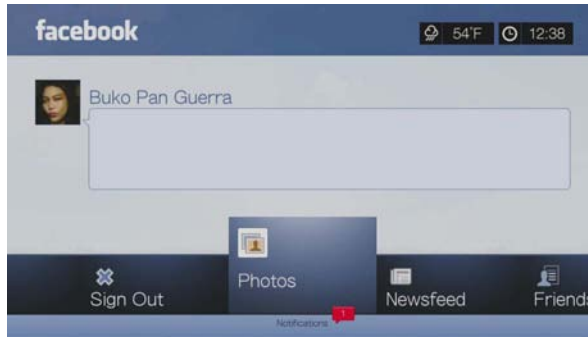 facebook
54°F
12:38
Buko Pan Guerra
Sign Out
Photos
Newsfeed
Friends
Notifications
1